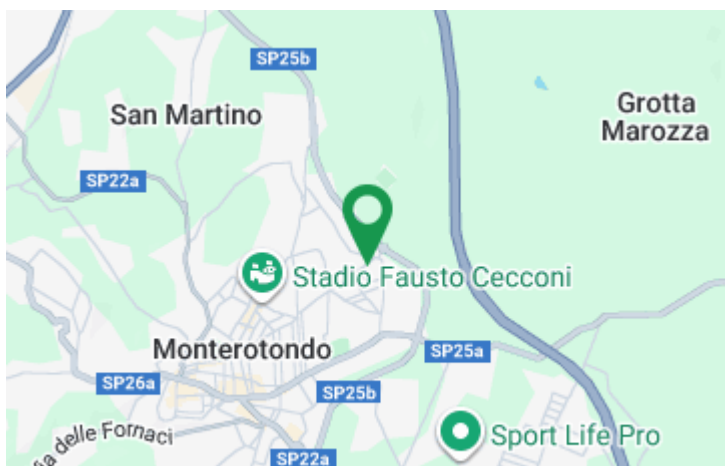 SP25b
San Martino
Grotta
Marozza
SP22a
Stadio Fausto Cecconi
Monterotondo
SP25a
SP26a
SP25b
Via delle Fornaci
Sport Life Pro
SP22a